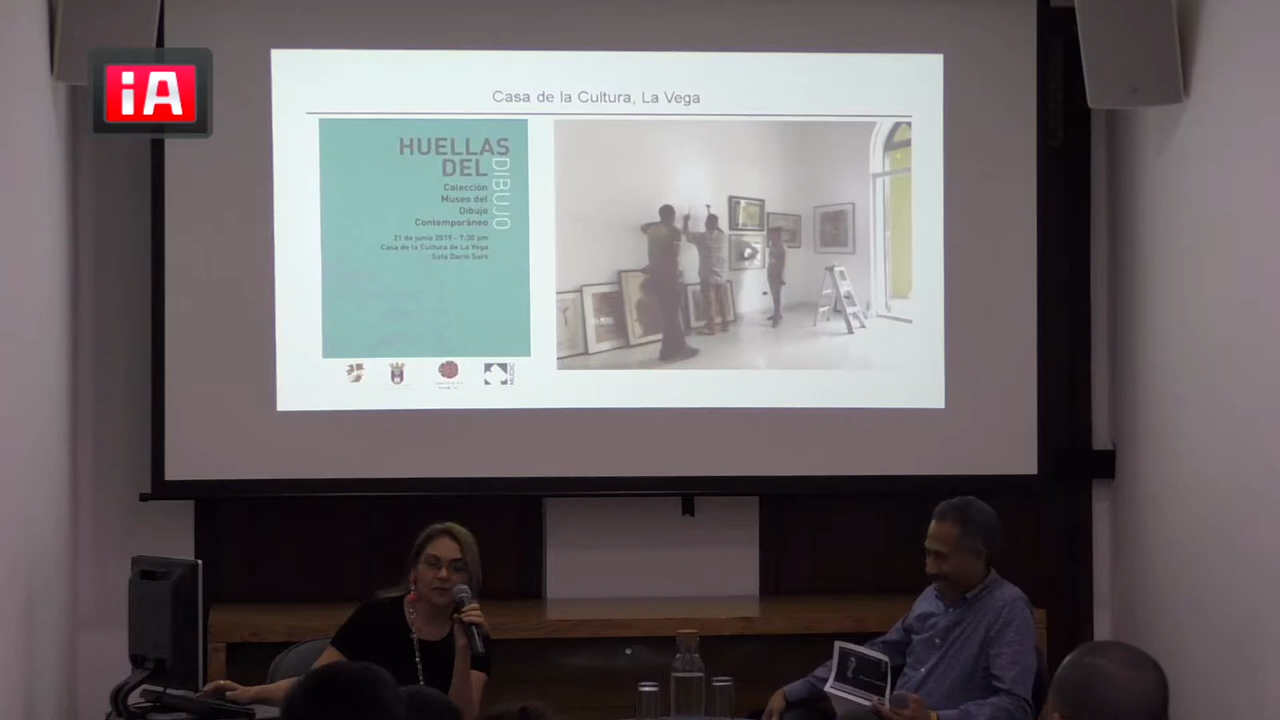 iA
Casa de la Cultura, La Vega
HUELLAS
DEL
DIBUJO
Colección
Museo del
Dibujo
Contemporáneo
21 de junio 2019 - 7:30 pm
Casa de la Cultura de La Vega
Sala Darío Suro